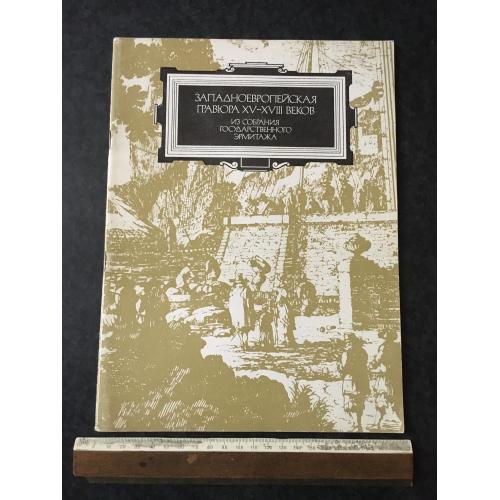 ЗАПАДНОЕВРОПЕЙСКАЯ
ГРАВЮРА XV–XVIII ВЕКОВ
ИЗ СОБРАНИЯ
ГОСУДАРСТВЕННОГО
ЭРМИТАЖА